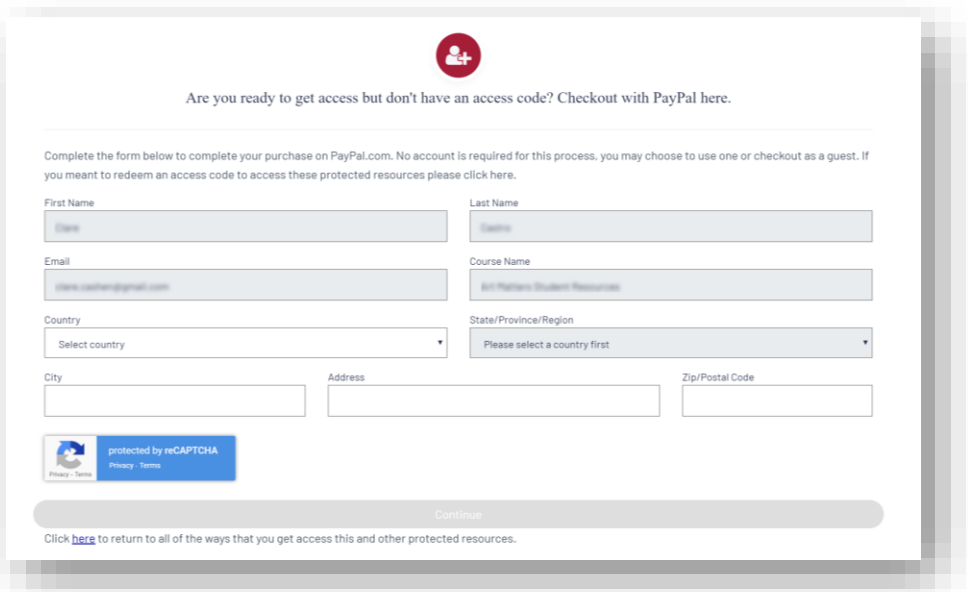 Are you ready to get access but don't have an access code? Checkout with PayPal here.
Complete the form below to complete your purchase on PayPal.com. No account is required for this process, you may choose to use one or checkout as a guest. If
you meant to redeem an access code to access these protected resources please click here.
First Name
Last Name
Email
Course Name
Art Matters Student Resources
Country
State/Province/Region
Select country
Please select a country first
City
Address
Zip/Postal Code
protected by reCAPTCHA
Privacy - Terms
Privacy - Terms
Continue
Click here to return to all of the ways that you get access this and other protected resources.